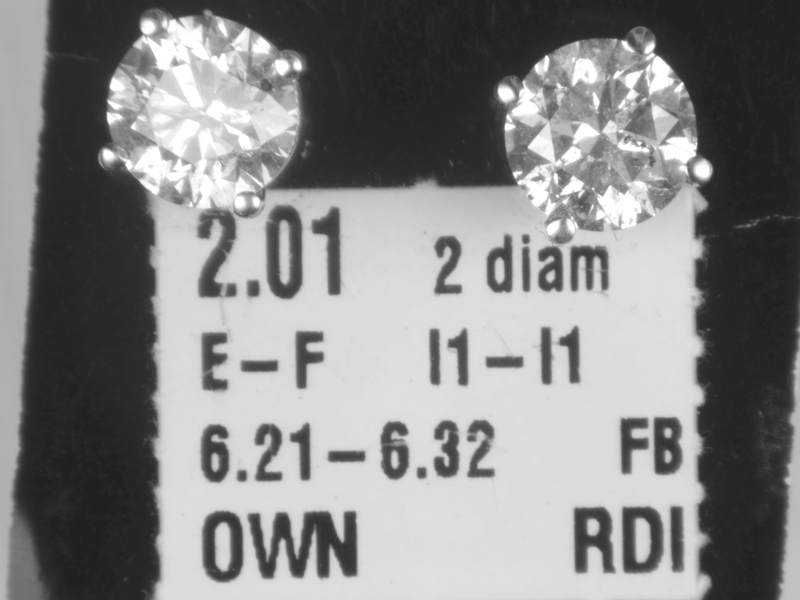 2.01 2 diam
E-F I1-I1
6.21-6.32 FB
OWN RDI